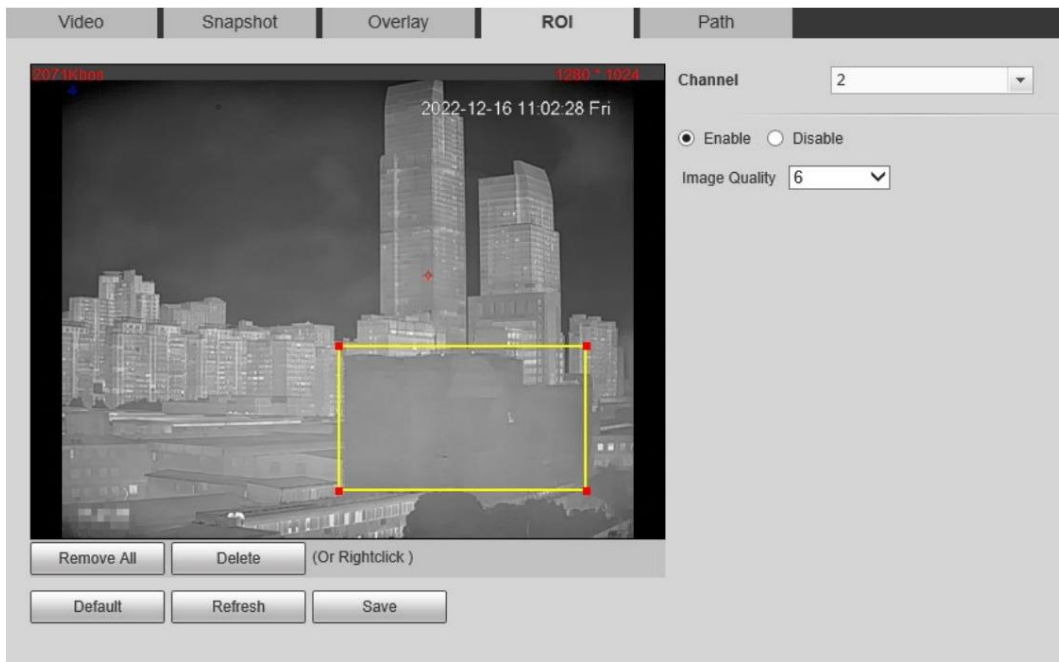 Video Snapshot Overlay ROI Path
2071Kbps 1280 * 1024
2022-12-16 11:02:28 Fri
Channel 2
Enable Disable
Image Quality 6
Remove All Delete (Or Rightclick )
Default Refresh Save